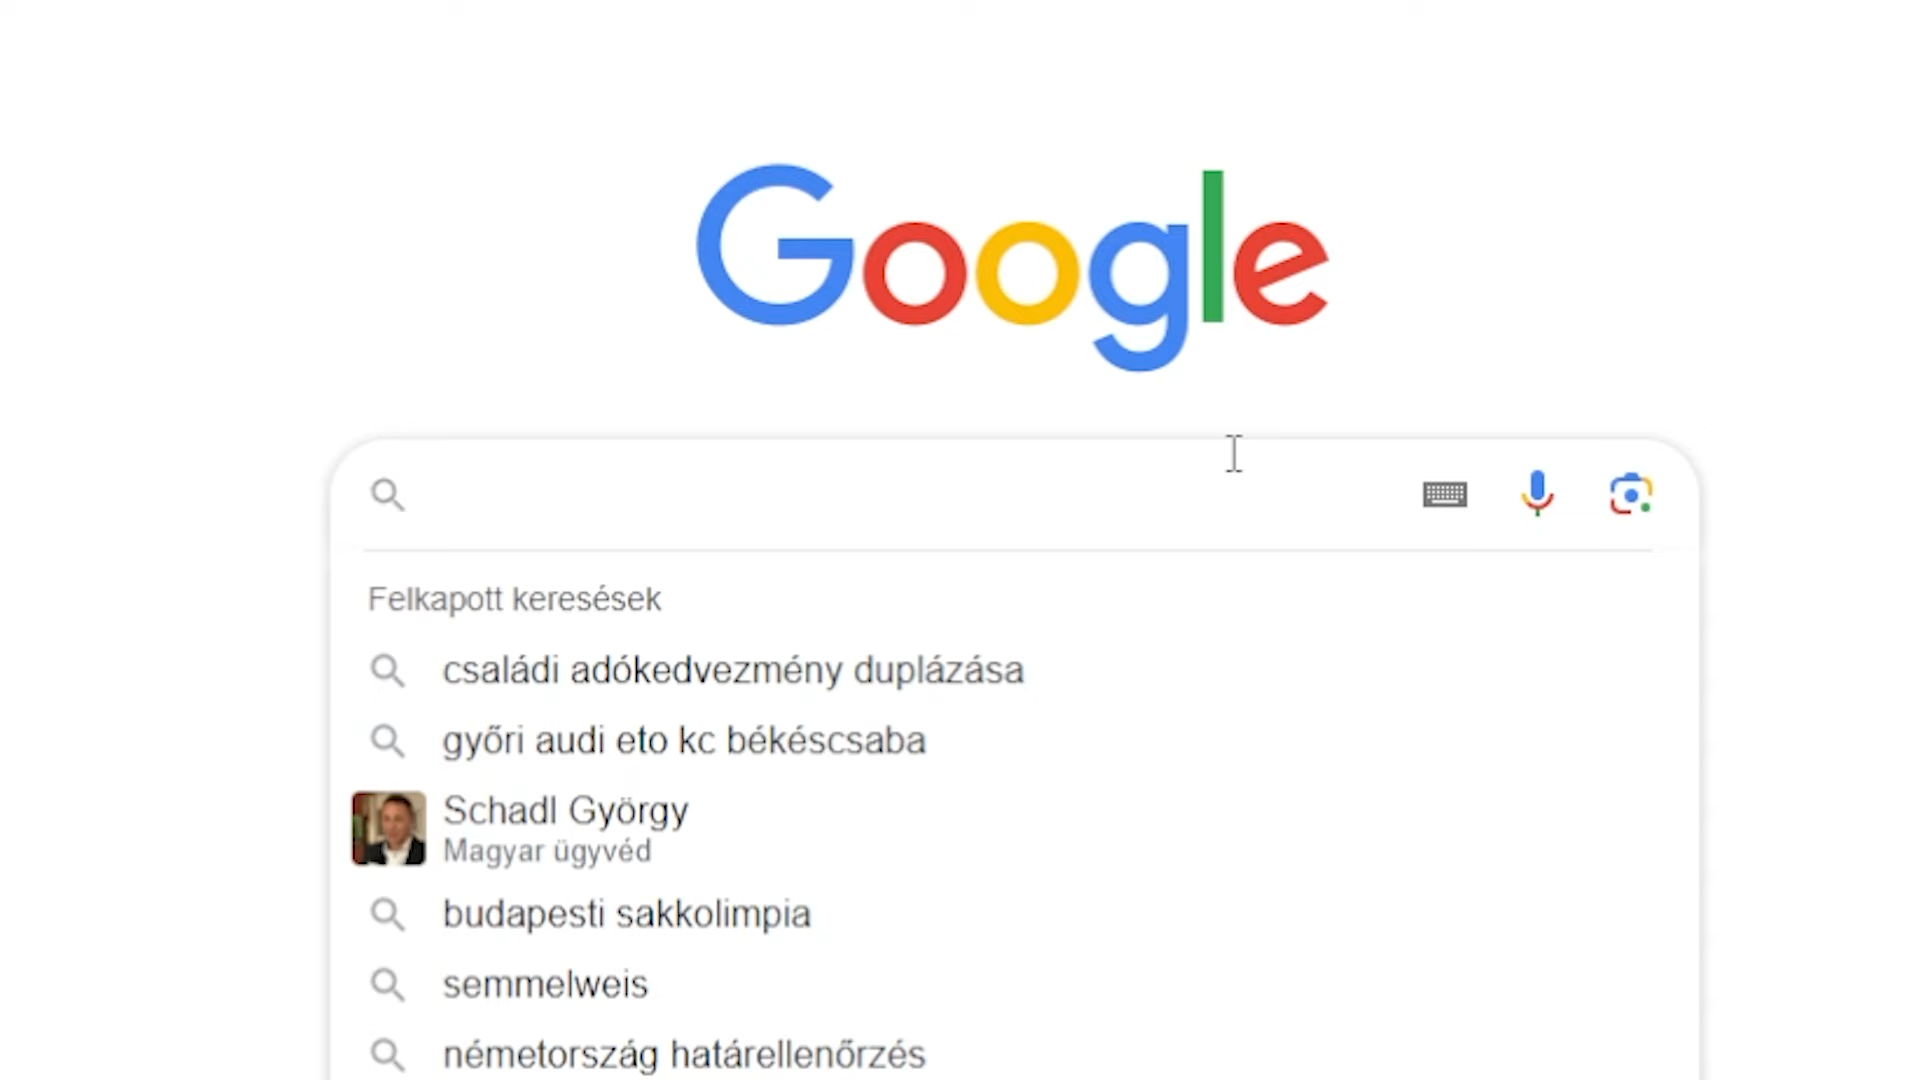 Google
Felkapott keresések
családi adókedvezmény duplázása
győri audi eto kc békéscsaba
Schadl György
Magyar ügyvéd
budapesti sakkolimpia
semmelweis
németország határellenőrzés